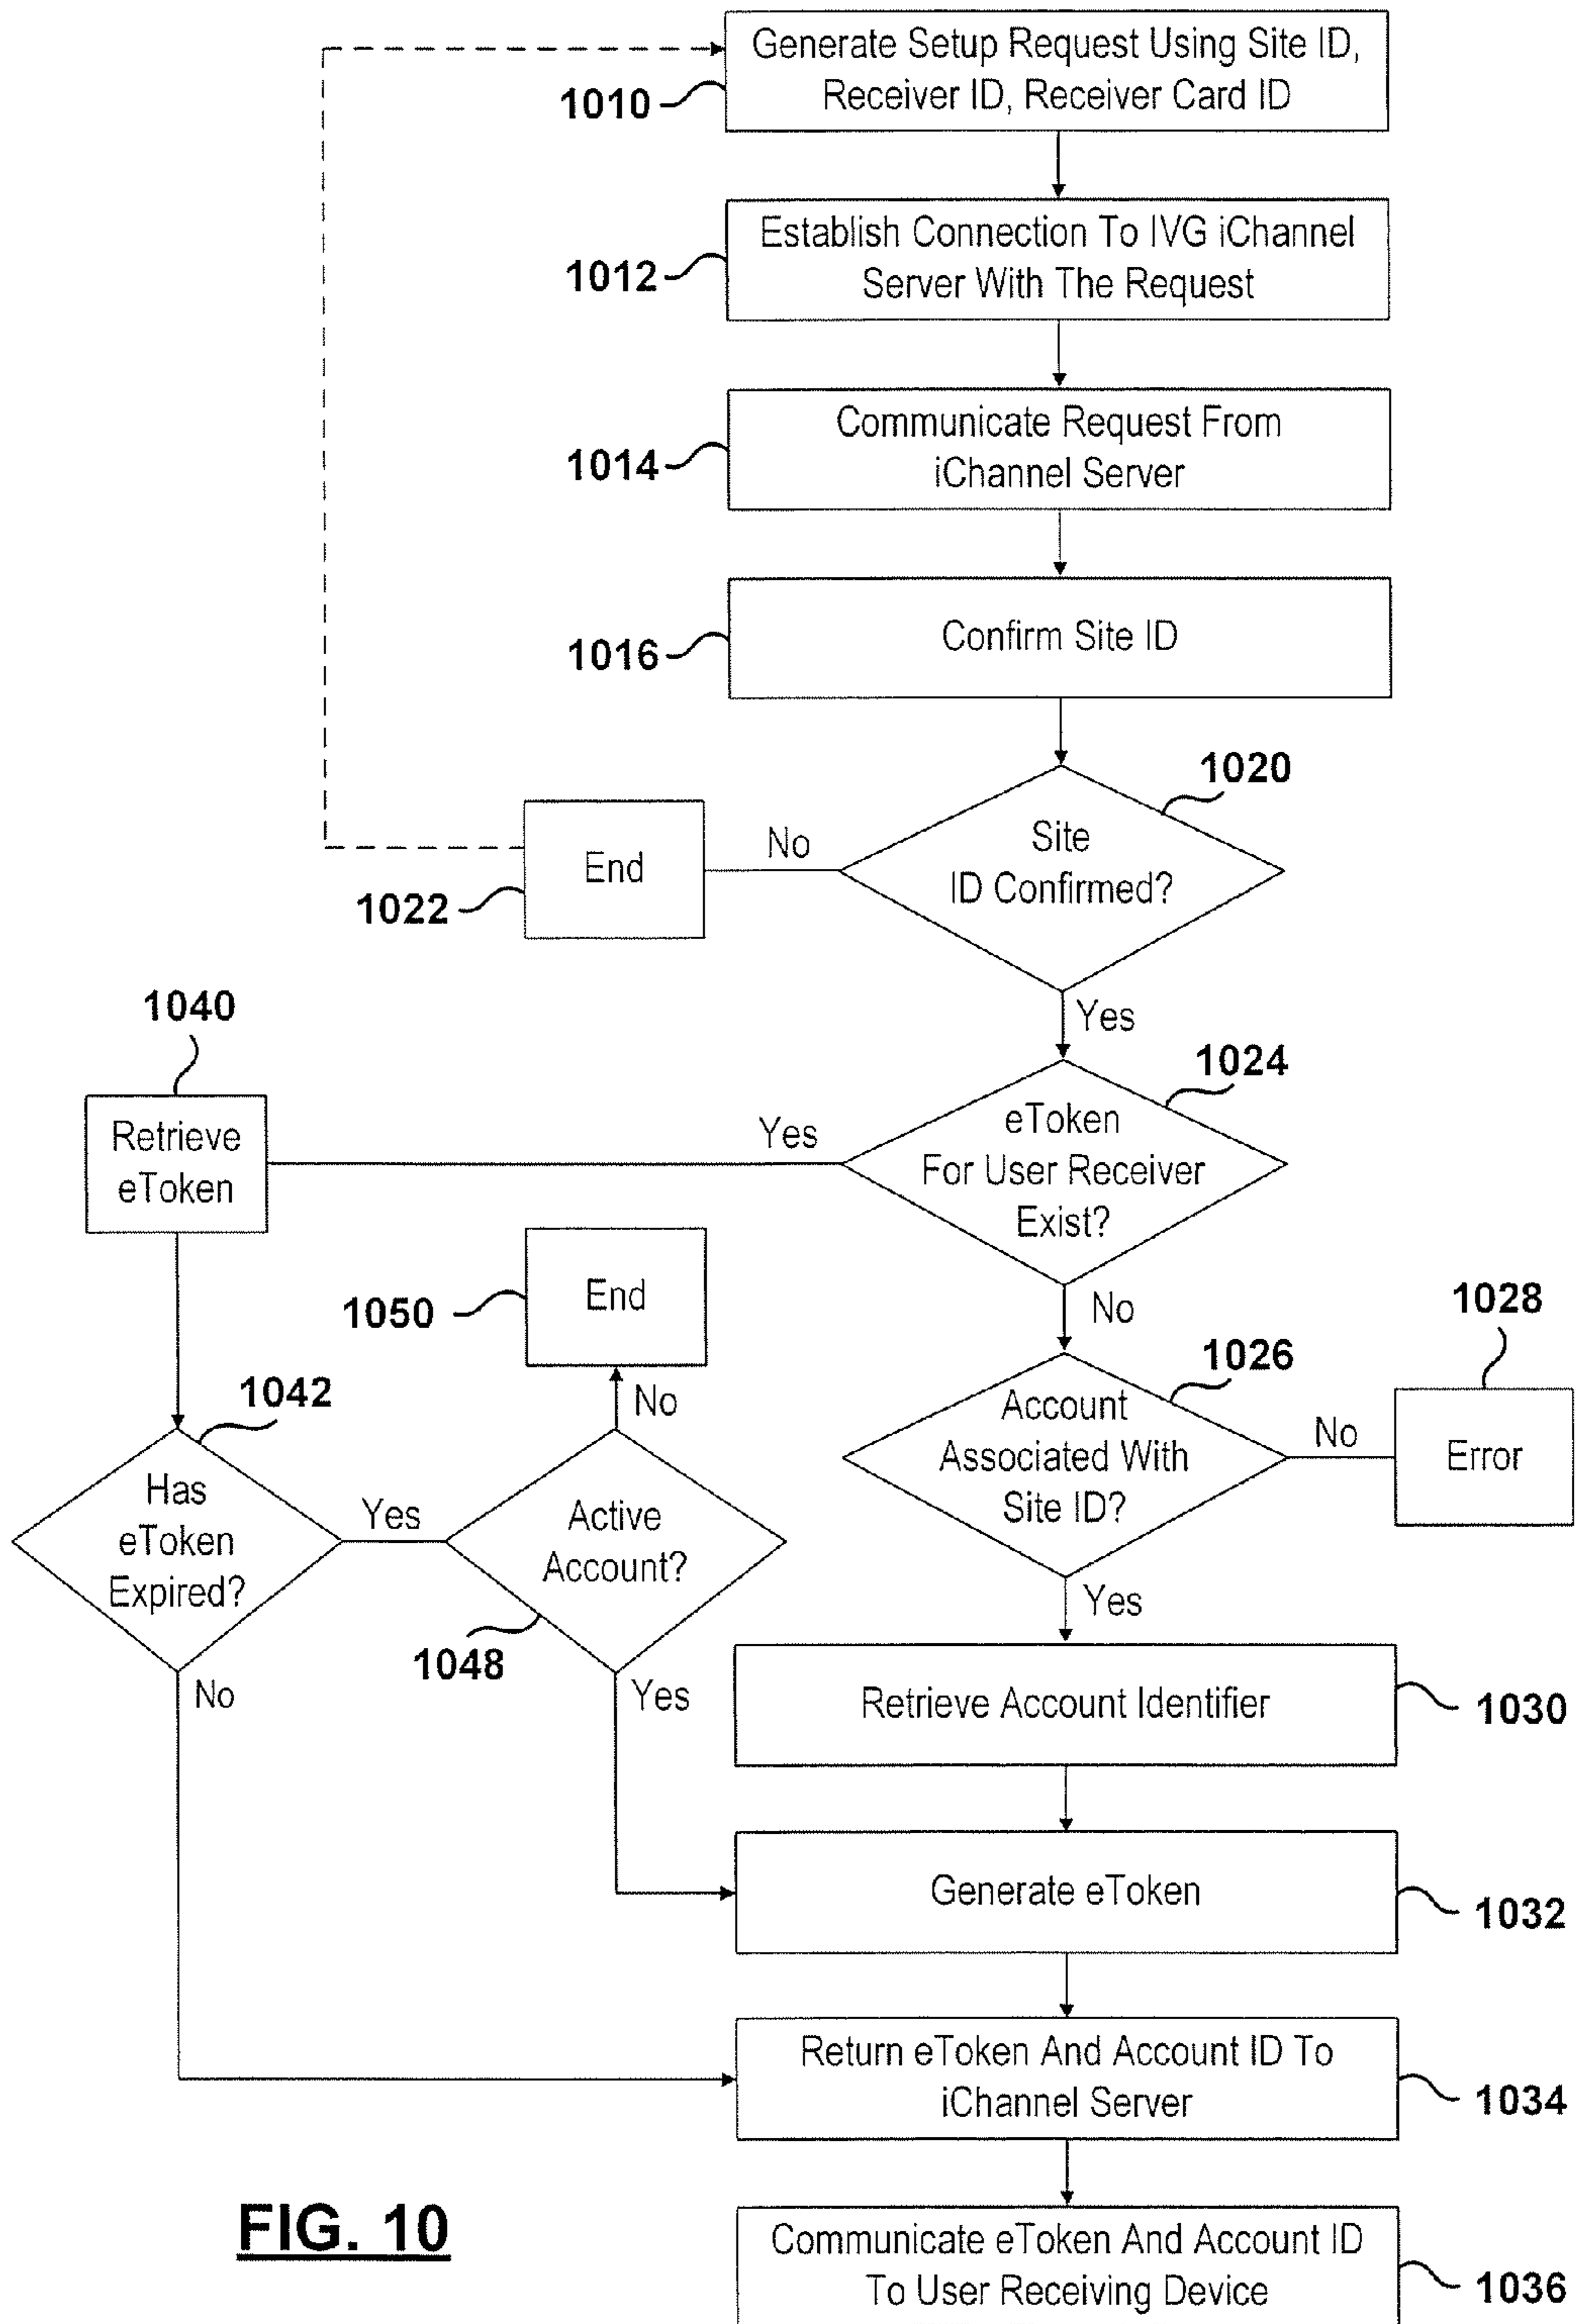 Generate Setup Request Using Site ID,
Receiver ID, Receiver Card ID
1010
Establish Connection To IVG iChannel
Server With The Request
1012
Communicate Request From
iChannel Server
1014
Confirm Site ID
1016
1020
Site
ID Confirmed?
No
End
1022
Yes
1040
1024
Retrieve
eToken
Yes
eToken
For User Receiver
Exist?
End
1050
No
1028
1042
No
1026
Account
Associated With
Site ID?
No
Error
Has
eToken
Expired?
Yes
Active
Account?
1048
Yes
No
Yes
Retrieve Account Identifier
1030
Generate eToken
1032
Return eToken And Account ID To
iChannel Server
1034
FIG. 10
Communicate eToken And Account ID
To User Receiving Device
1036